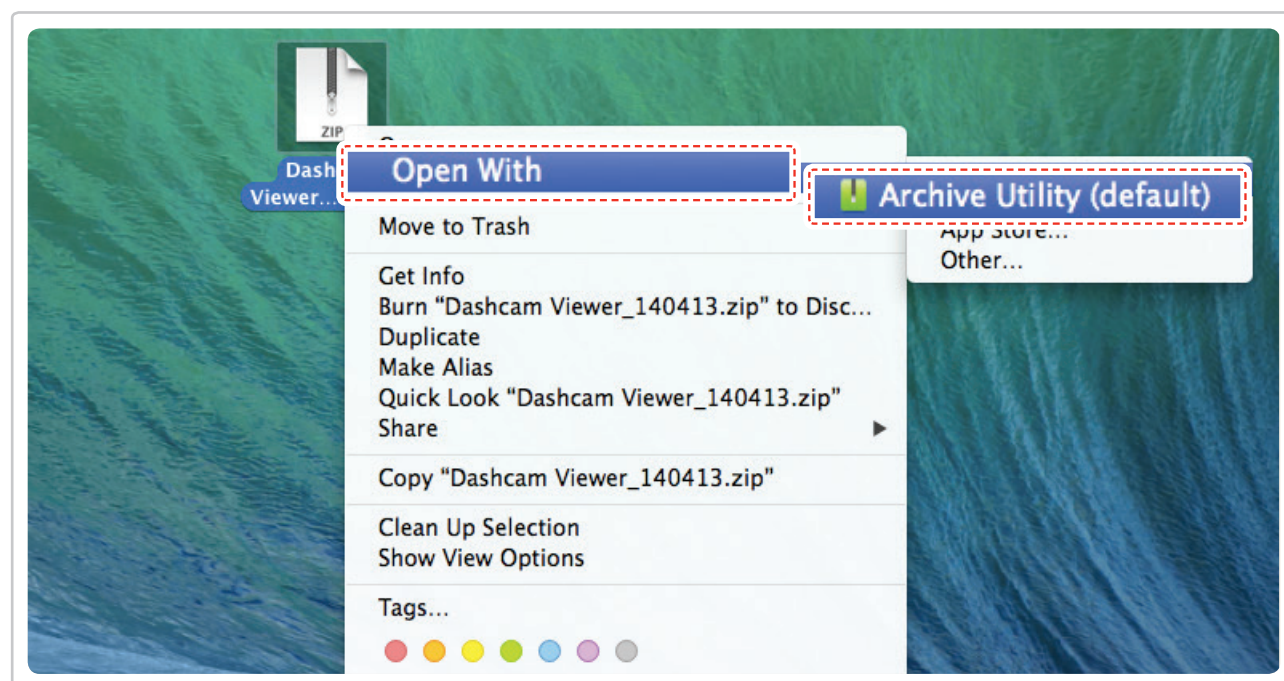 ZIP
Dash
Viewer...
Open With
Archive Utility (default)
App Store...
Other...
Move to Trash
Get Info
Burn “Dashcam Viewer_140413.zip” to Disc...
Duplicate
Make Alias
Quick Look “Dashcam Viewer_140413.zip”
Share
Copy “Dashcam Viewer_140413.zip”
Clean Up Selection
Show View Options
Tags...